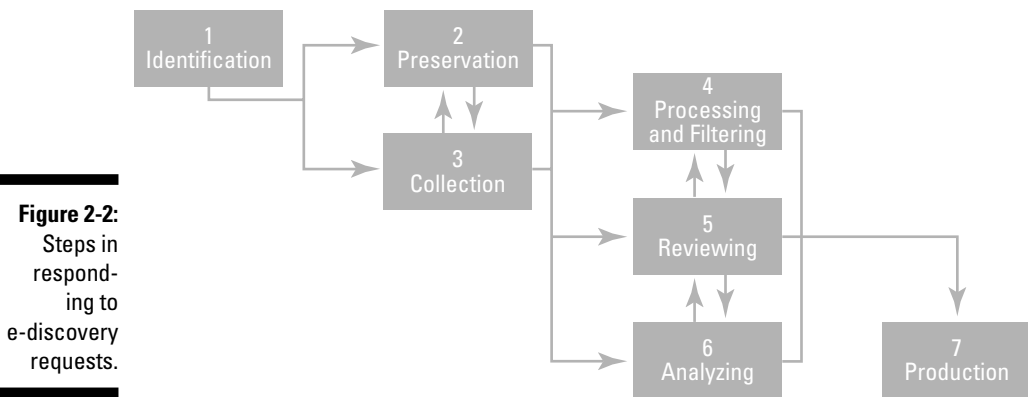 1
Identification
2
Preservation
3
Collection
4
Processing
and Filtering
5
Reviewing
6
Analyzing
7
Production
Figure 2-2:
Steps in
respond-
ing to
e-discovery
requests.